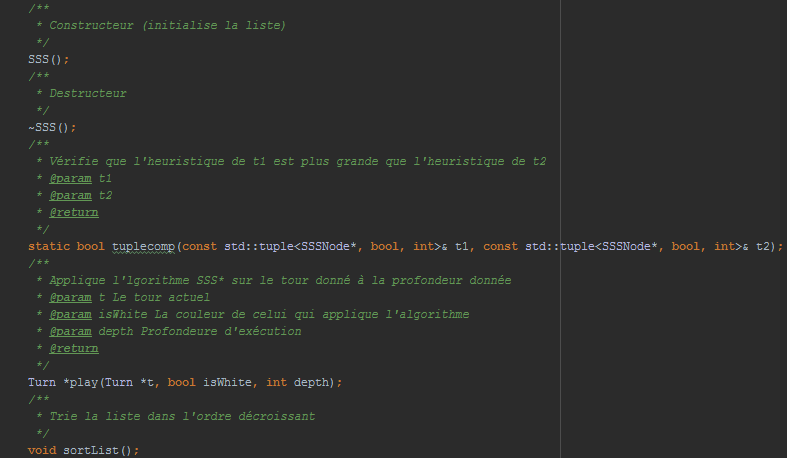 /**
* Constructeur (initialise la liste)
*/
SSS();
/**
* Destructeur
*/
~SSS();
/**
* Vérifie que l'heuristique de t1 est plus grande que l'heuristique de t2
* @param t1
* @param t2
* @return
*/
static bool tuplecomp(const std::tuple<SSSNode*, bool, int>& t1, const std::tuple<SSSNode*, bool, int>& t2);
/**
* Applique l'lgorithme SSS* sur le tour donné à la profondeur donnée
* @param t Le tour actuel
* @param isWhite La couleur de celui qui applique l'algorithme
* @param depth Profondeure d'exécution
* @return
*/
Turn *play(Turn *t, bool isWhite, int depth);
/**
* Trie la liste dans l'ordre décroissant
*/
void sortList();